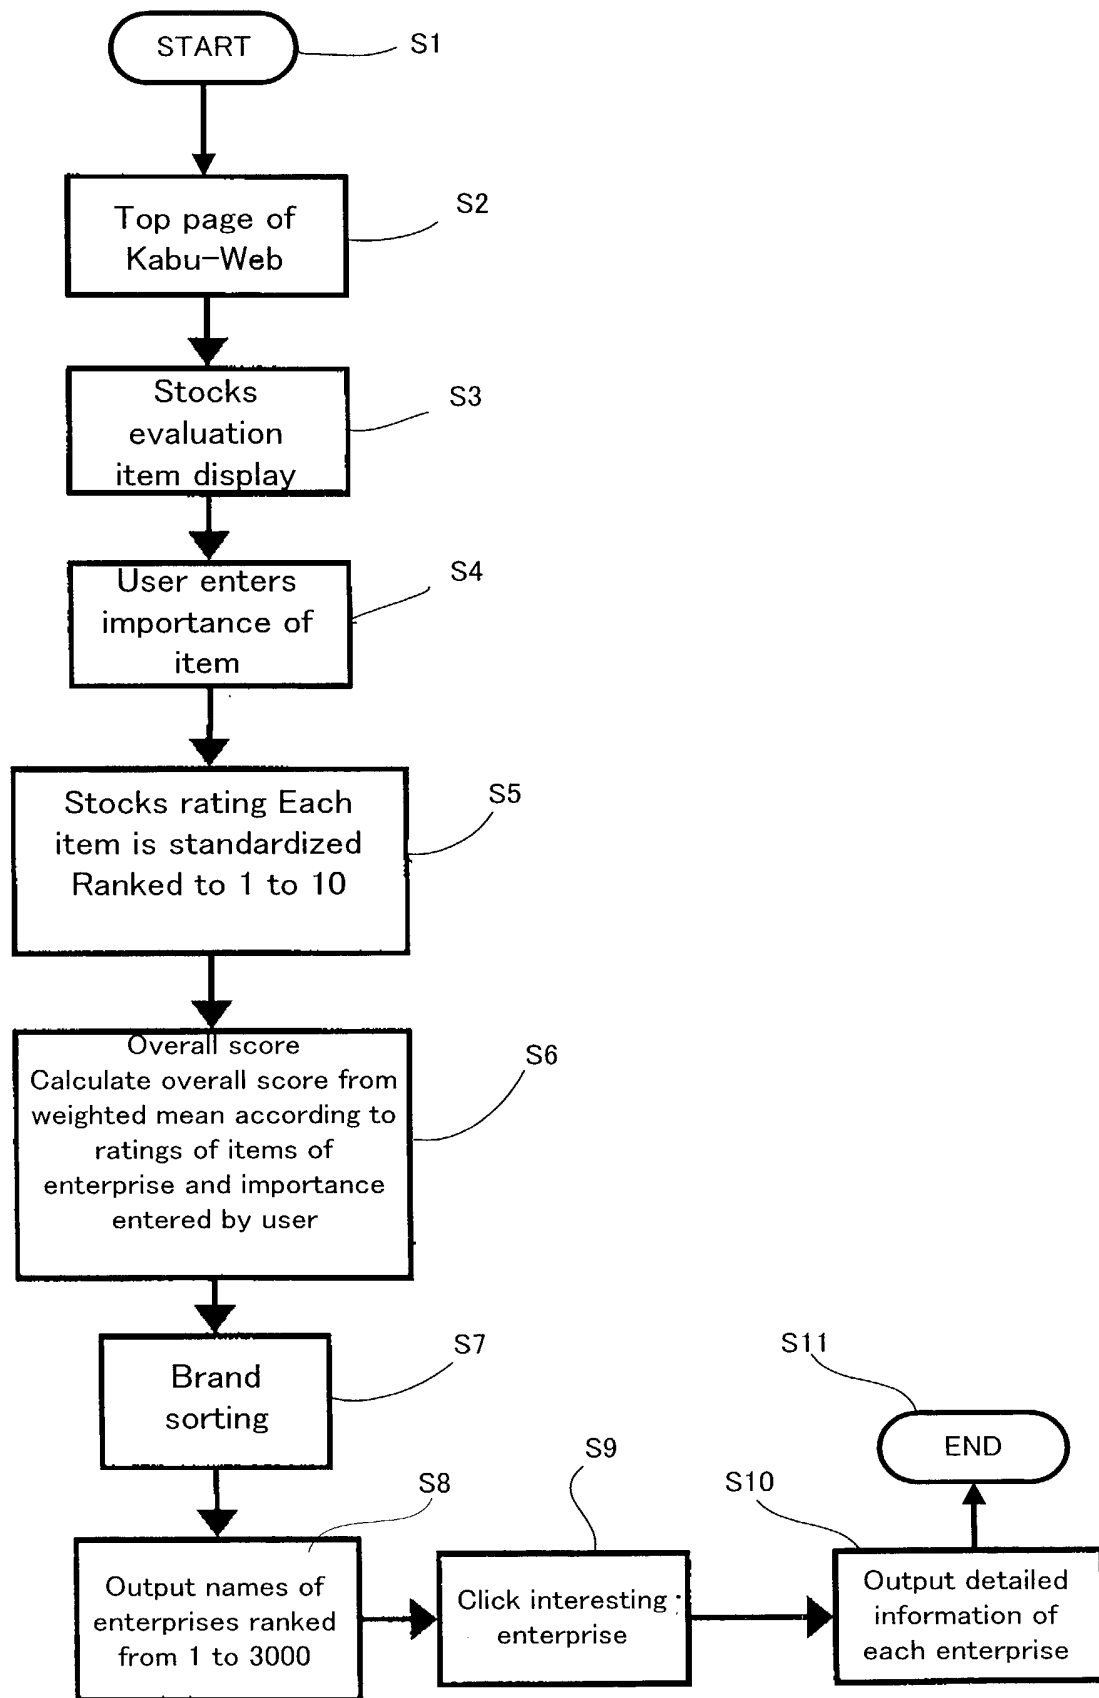 START
S1
Top page of
Kabu-Web
S2
Stocks
evaluation
item display
S3
User enters
importance of
item
S4
Stocks rating Each
item is standardized
Ranked to 1 to 10
S5
Overall score
Calculate overall score from
weighted mean according to
ratings of items of
enterprise and importance
entered by user
S6
Brand
sorting
S7
Output names of
enterprises ranked
from 1 to 3000
S8
Click interesting
enterprise
S9
Output detailed
information of
each enterprise
S10
END
S11